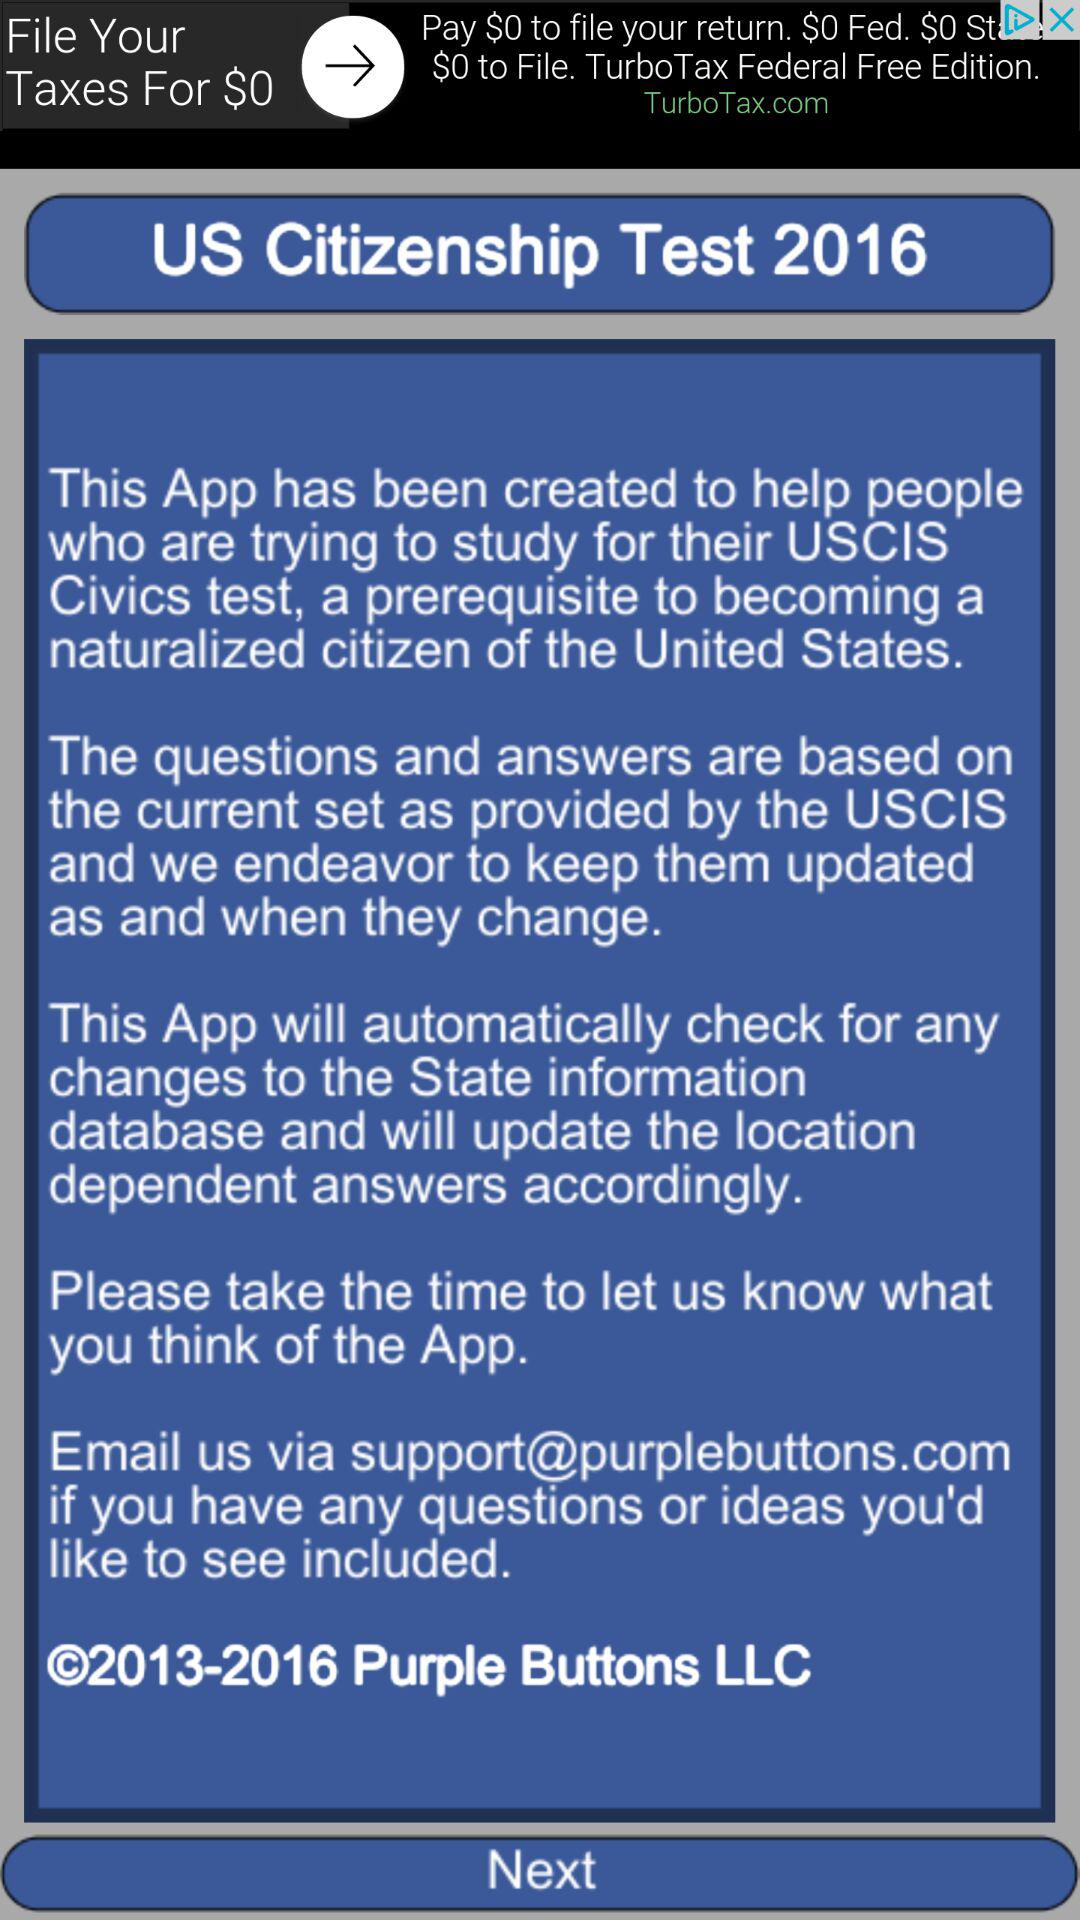 File Your
Taxes For $0
Pay $0 to file your return. $0 Fed. $0 State
$0 to File. TurboTax Federal Free Edition.
TurboTax.com
US Citizenship Test 2016
This App has been created to help people
who are trying to study for their USCIS
Civics test, a prerequisite to becoming a
naturalized citizen of the United States.
The questions and answers are based on
the current set as provided by the USCIS
and we endeavor to keep them updated
as and when they change.
This App will automatically check for any
changes to the State information
database and will update the location
dependent answers accordingly.
Please take the time to let us know what
you think of the App.
Email us via support@purplebuttons.com
if you have any questions or ideas you'd
like to see included.
©2013-2016 Purple Buttons LLC
Next